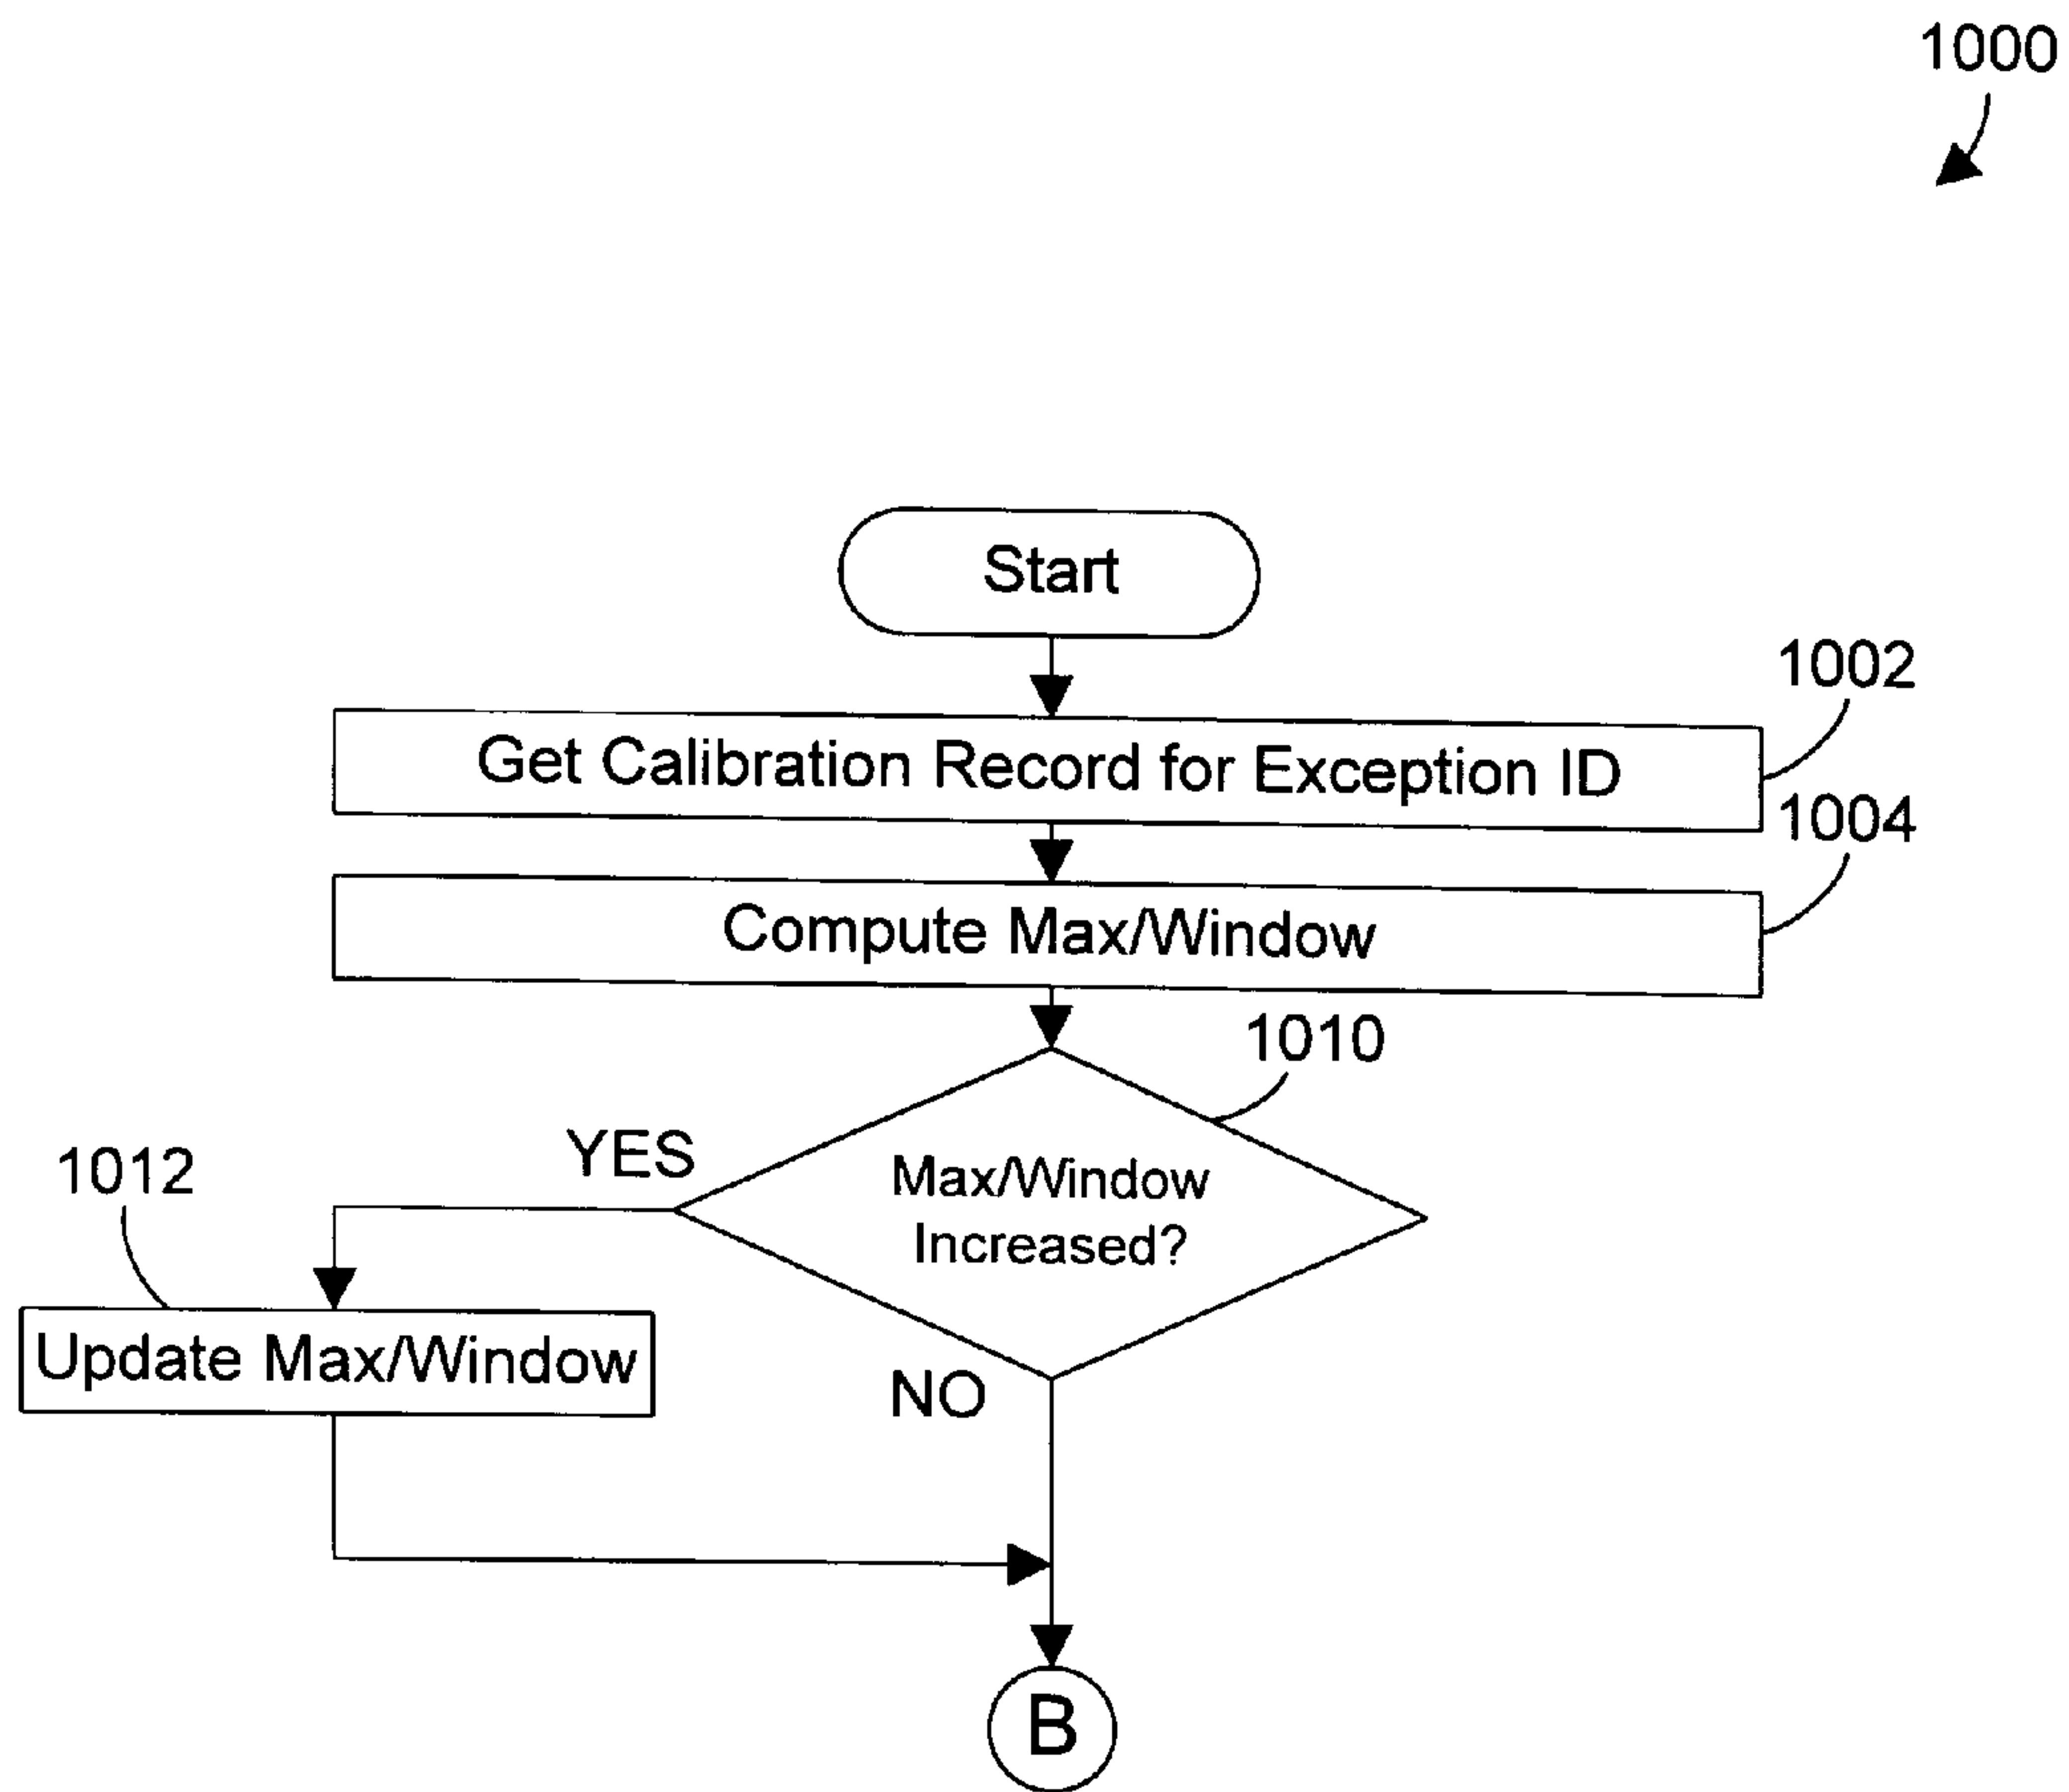 1000
Start
1002
Get Calibration Record for Exception ID
1004
Compute Max/Window
1010
YES
Max/Window
Increased?
1012
Update Max/Window
NO
B